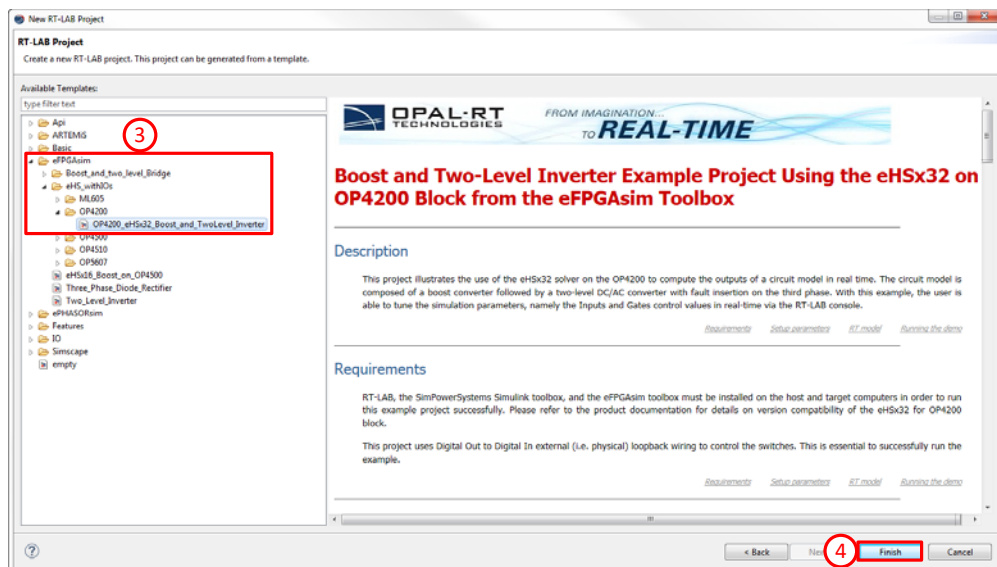 New RT-LAB Project
RT-LAB Project
Create a new RT-LAB project. This project can be generated from a template.
Available Templates:
type filter text
Api
ARTEMiS
Basic
eFPGAsim
Boost_and_two_level_Bridge
eHS_withIOs
ML605
OP4200
OP4200_eHSx32_Boost_and_TwoLevel_Inverter
OP4500
OP4510
OP5607
eHSx16_Boost_on_OP4500
Three_Phase_Diode_Rectifier
Two_Level_Inverter
ePHASORsim
Features
IO
Simscape
empty
3
OPAL-RT
TECHNOLOGIES
FROM IMAGINATION...
TO REAL-TIME
Boost and Two-Level Inverter Example Project Using the eHSx32 on
OP4200 Block from the eFPGAsim Toolbox
Description
This project illustrates the use of the eHSx32 solver on the OP4200 to compute the outputs of a circuit model in real time. The circuit model is
composed of a boost converter followed by a two-level DC/AC converter with fault insertion on the third phase. With this example, the user is
able to tune the simulation parameters, namely the Inputs and Gates control values in real-time via the RT-LAB console.
Requirements Setup parameters RT model Running the demo
Requirements
RT-LAB, the SimPowerSystems Simulink toolbox, and the eFPGAsim toolbox must be installed on the host and target computers in order to run
this example project successfully. Please refer to the product documentation for details on version compatibility of the eHSx32 for OP4200
block.
This project uses Digital Out to Digital In external (i.e. physical) loopback wiring to control the switches. This is essential to successfully run the
example.
Requirements Setup parameters RT model Running the demo
< Back
4
Finish
Cancel